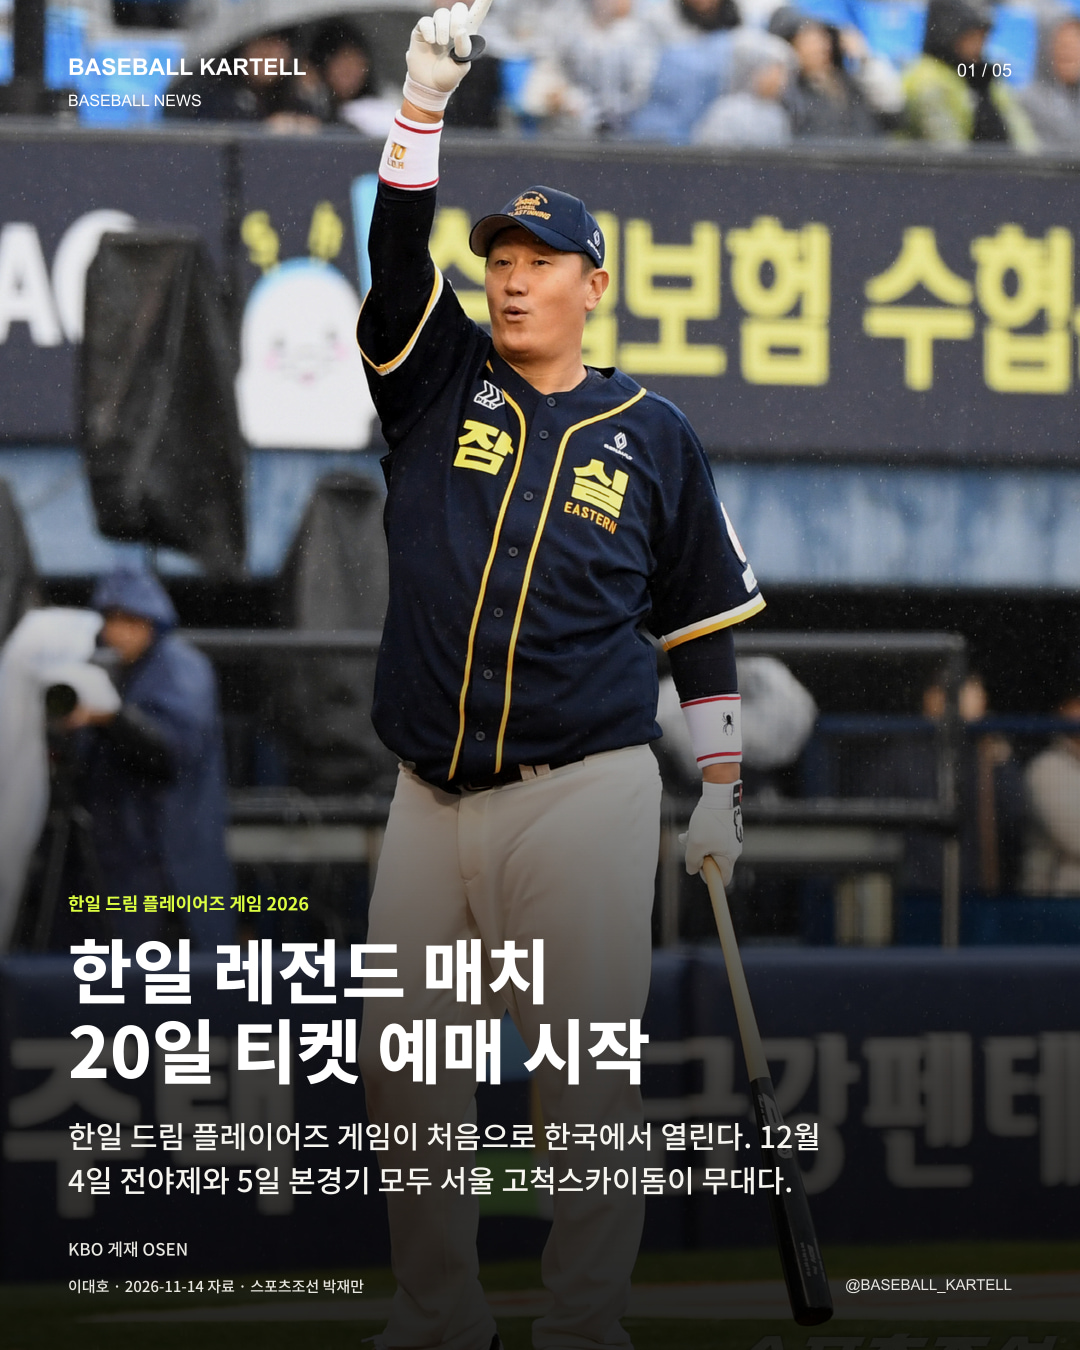 BASEBALL KARTELL
BASEBALL NEWS
01 / 05
보험 수협
잠 실
EASTERN
한일 드림 플레이어즈 게임 2026
한일 레전드 매치
20일 티켓 예매 시작
한일 드림 플레이어즈 게임이 처음으로 한국에서 열린다. 12월
4일 전야제와 5일 본경기 모두 서울 고척스카이돔이 무대다.
KBO 게재 OSEN
이대호 · 2026-11-14 자료 · 스포츠조선 박재만
@BASEBALL_KARTELL